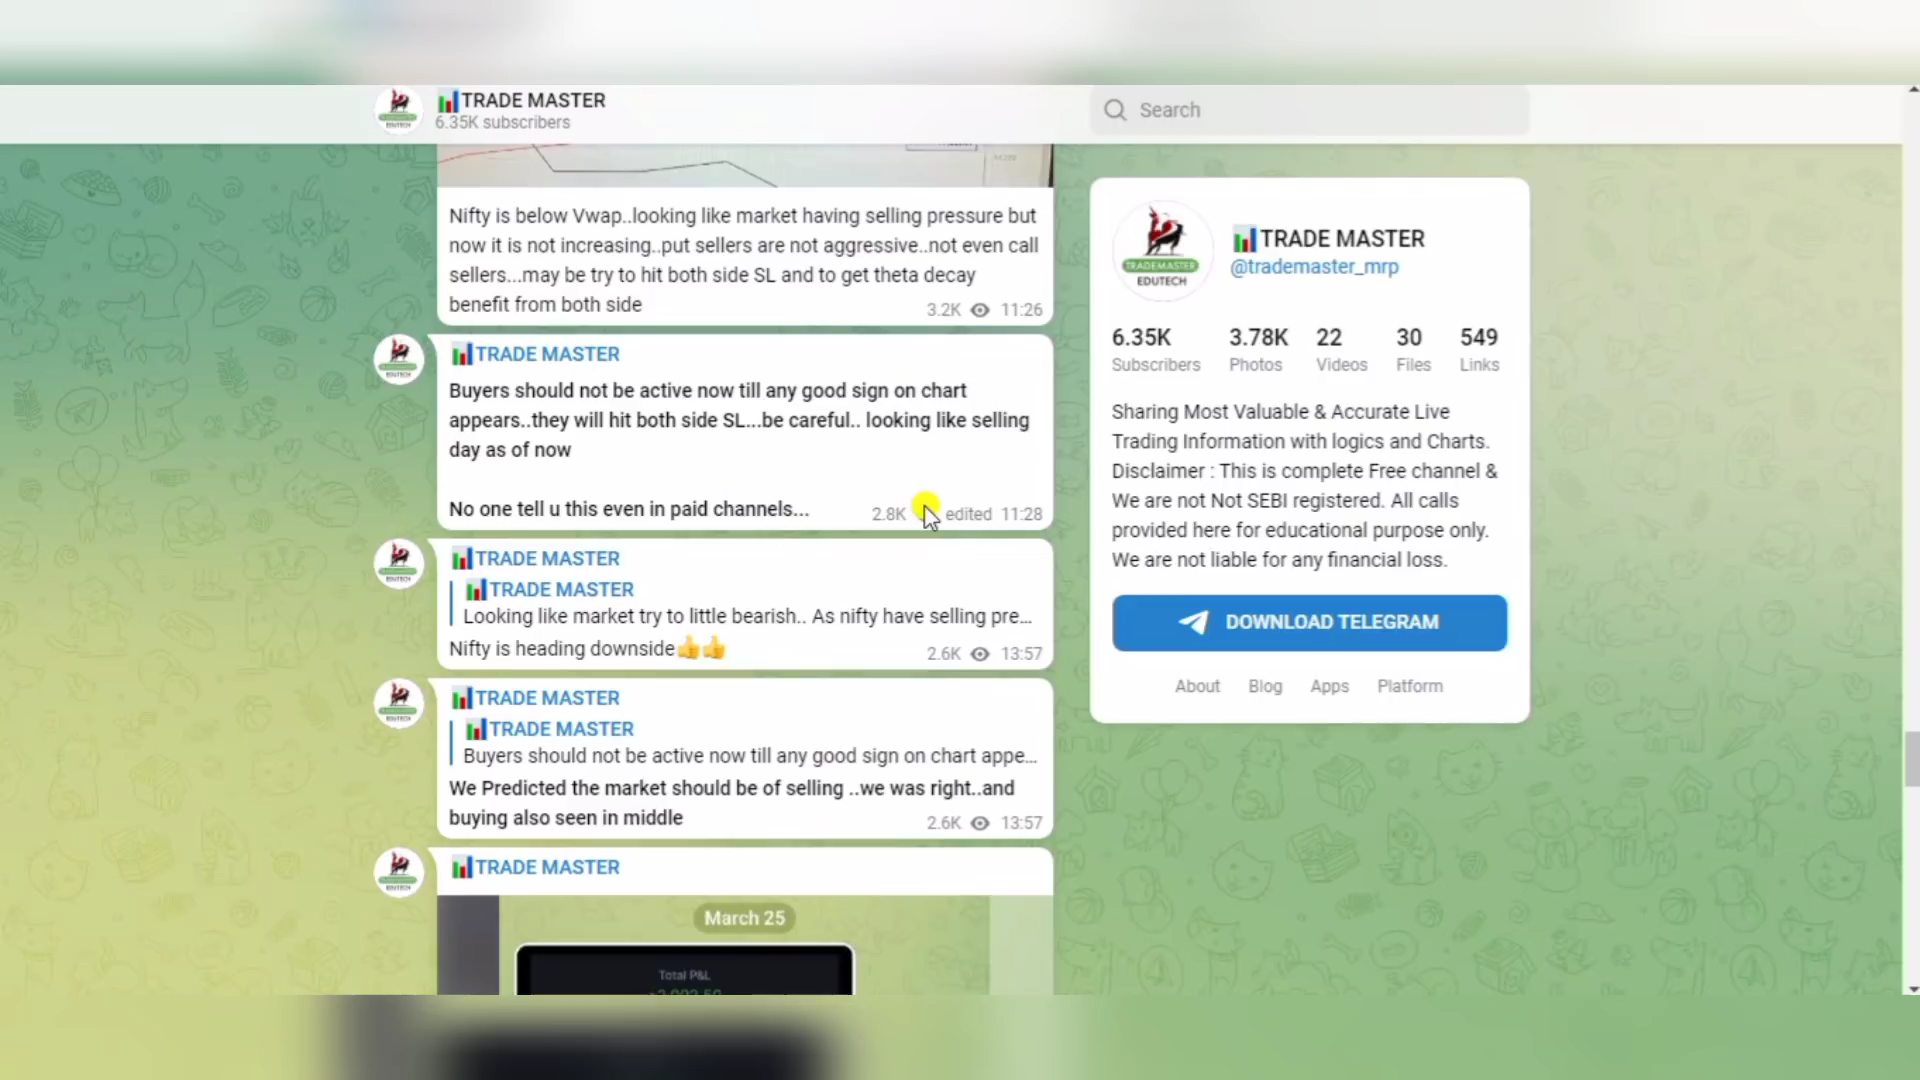 TRADE MASTER
6.35K subscribers
Search
Nifty is below Vwap..looking like market having selling pressure but
now it is not increasing..put sellers are not aggressive..not even call
sellers...may be try to hit both side SL and to get theta decay
benefit from both side
3.2K 11:26
TRADE MASTER
Buyers should not be active now till any good sign on chart
appears..they will hit both side SL...be careful.. looking like selling
day as of now
No one tell u this even in paid channels...
2.8K edited 11:28
TRADE MASTER
TRADE MASTER
Looking like market try to little bearish.. As nifty have selling pre...
Nifty is heading downside👍👍
2.6K 13:57
TRADE MASTER
TRADE MASTER
Buyers should not be active now till any good sign on chart appe...
We Predicted the market should be of selling ..we was right..and
buying also seen in middle
2.6K 13:57
TRADE MASTER
March 25
Total P&L
TRADEMASTER
EDUTECH
TRADE MASTER
@trademaster_mrp
6.35K 3.78K 22 30 549
Subscribers Photos Videos Files Links
Sharing Most Valuable & Accurate Live
Trading Information with logics and Charts.
Disclaimer : This is complete Free channel &
We are not Not SEBI registered. All calls
provided here for educational purpose only.
We are not liable for any financial loss.
DOWNLOAD TELEGRAM
About Blog Apps Platform